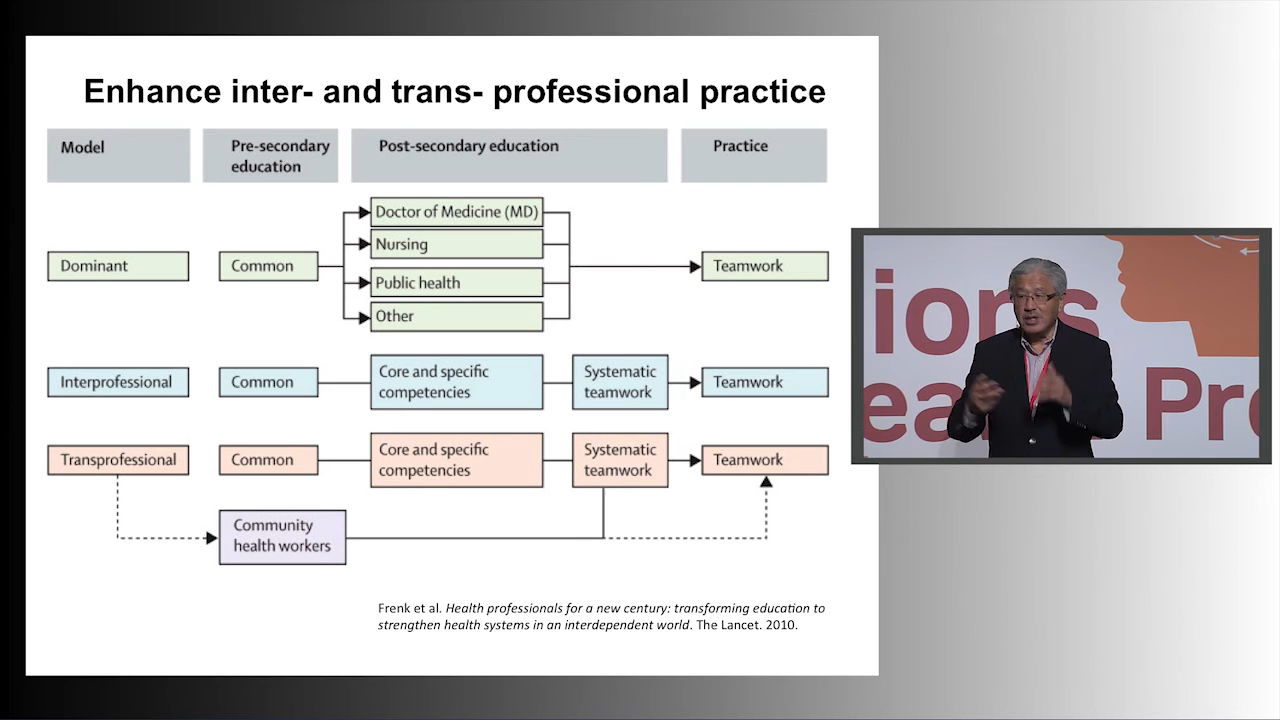 Enhance inter- and trans- professional practice
Model
Pre-secondary
education
Post-secondary education
Practice
Dominant
Common
Doctor of Medicine (MD)
Nursing
Public health
Other
Teamwork
Interprofessional
Common
Core and specific
competencies
Systematic
teamwork
Teamwork
Transprofessional
Common
Core and specific
competencies
Systematic
teamwork
Teamwork
Community
health workers
Frenk et al. Health professionals for a new century: transforming education to
strengthen health systems in an interdependent world. The Lancet. 2010.
ions
Pro